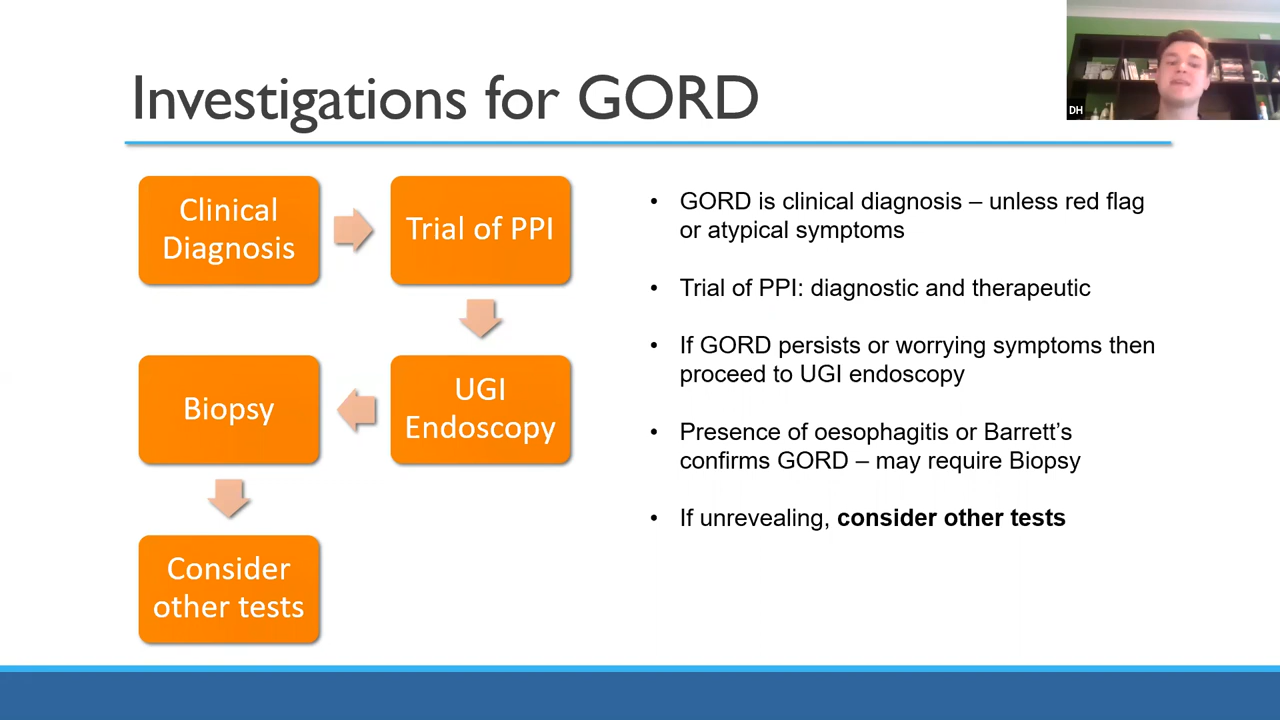 Investigations for GORD
DH
Clinical
Diagnosis
Trial of PPI
UGI
Endoscopy
Biopsy
Consider
other tests
• GORD is clinical diagnosis – unless red flag
or atypical symptoms
• Trial of PPI: diagnostic and therapeutic
• If GORD persists or worrying symptoms then
proceed to UGI endoscopy
• Presence of oesophagitis or Barrett’s
confirms GORD – may require Biopsy
• If unrevealing, consider other tests